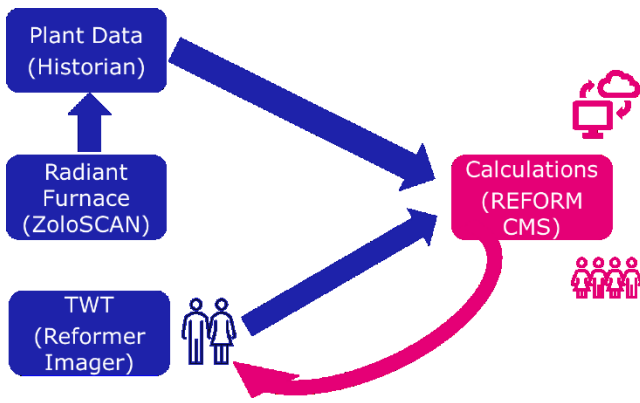 Plant Data
(Historian)
Radiant
Furnace
(ZoloSCAN)
Calculations
(REFORM
CMS)
TWT
(Reformer
Imager)